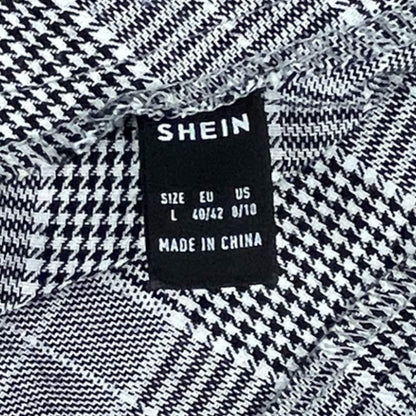 SHEIN
SIZE EU US
L 40/42 8/10
MADE IN CHINA